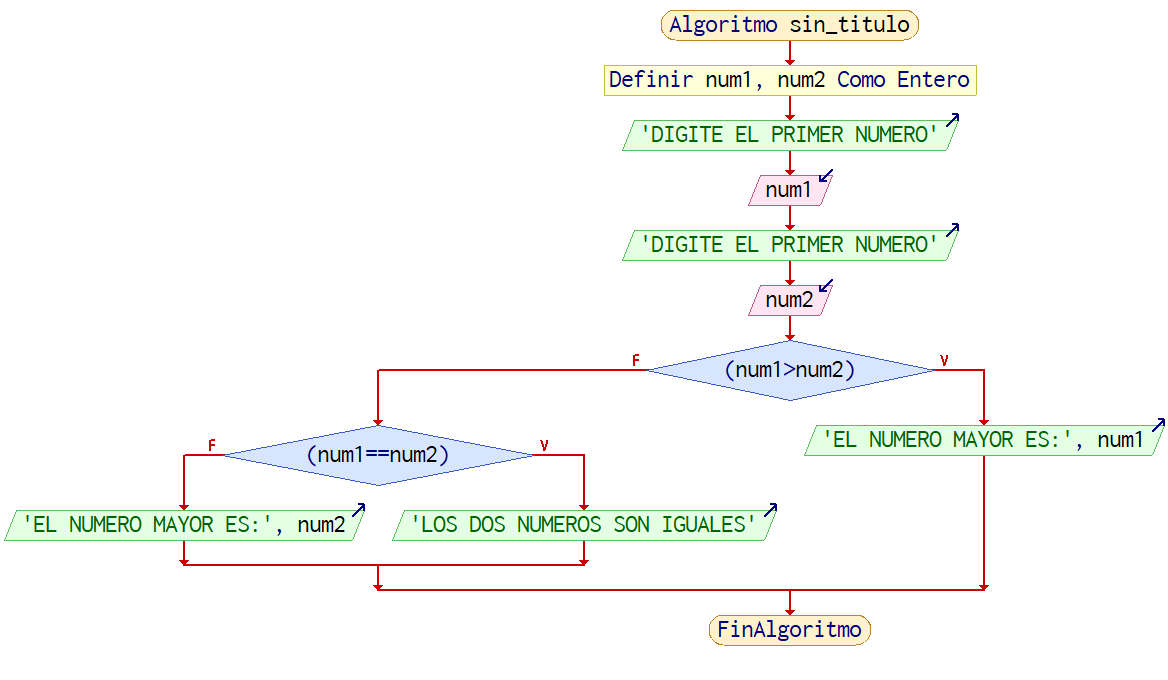 Algoritmo sin_titulo
Definir num1, num2 Como Entero
'DIGITE EL PRIMER NUMERO'
num1
'DIGITE EL PRIMER NUMERO'
num2
F
(num1>num2)
V
F
(num1==num2)
V
'EL NUMERO MAYOR ES:', num1
'EL NUMERO MAYOR ES:', num2
'LOS DOS NUMEROS SON IGUALES'
FinAlgoritmo